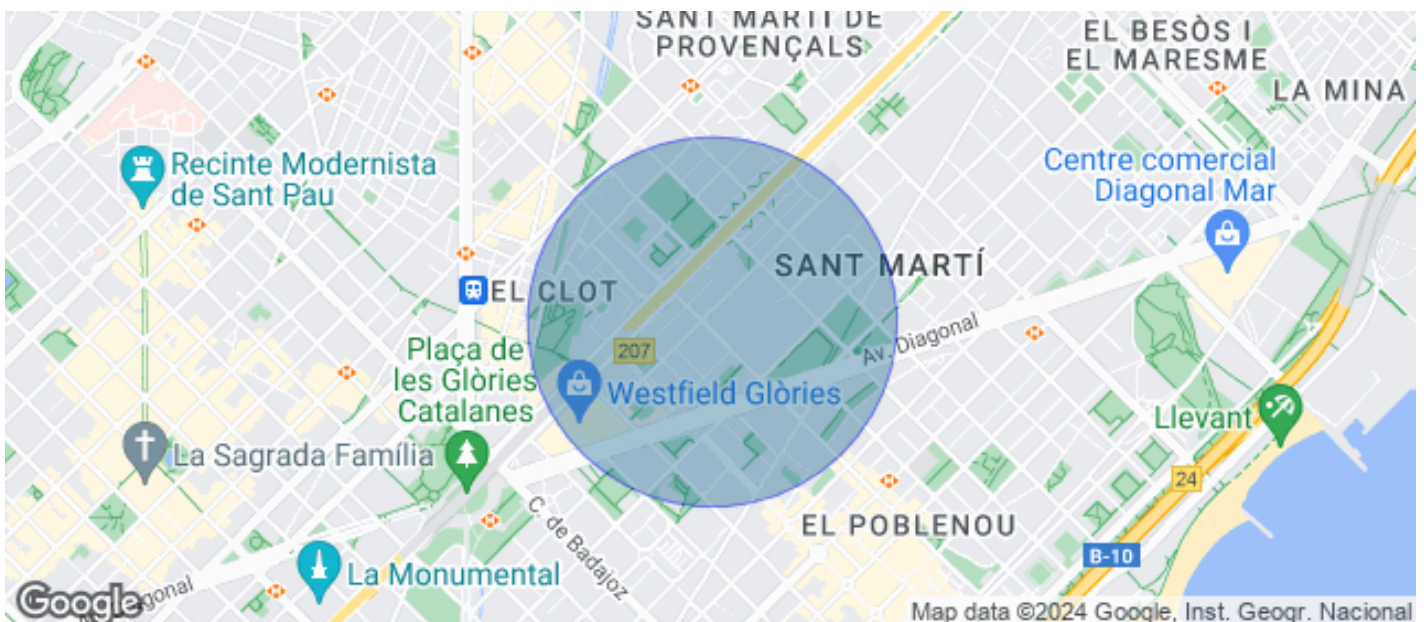 SANT MARTÍ DE
PROVENÇALS
EL BESÒS I
EL MARESME
LA MINA
Recinte Modernista
de Sant Pau
Centre comercial
Diagonal Mar
SANT MARTÍ
EL CLOT
Plaça de
les Glòries
Catalanes
207
Av. Diagonal
Westfield Glòries
Llevant
La Sagrada Família
24
C. de Badajoz
EL POBLENOU
B-10
La Monumental
Google
Diagonal
Map data ©2024 Google, Inst. Geogr. Nacional